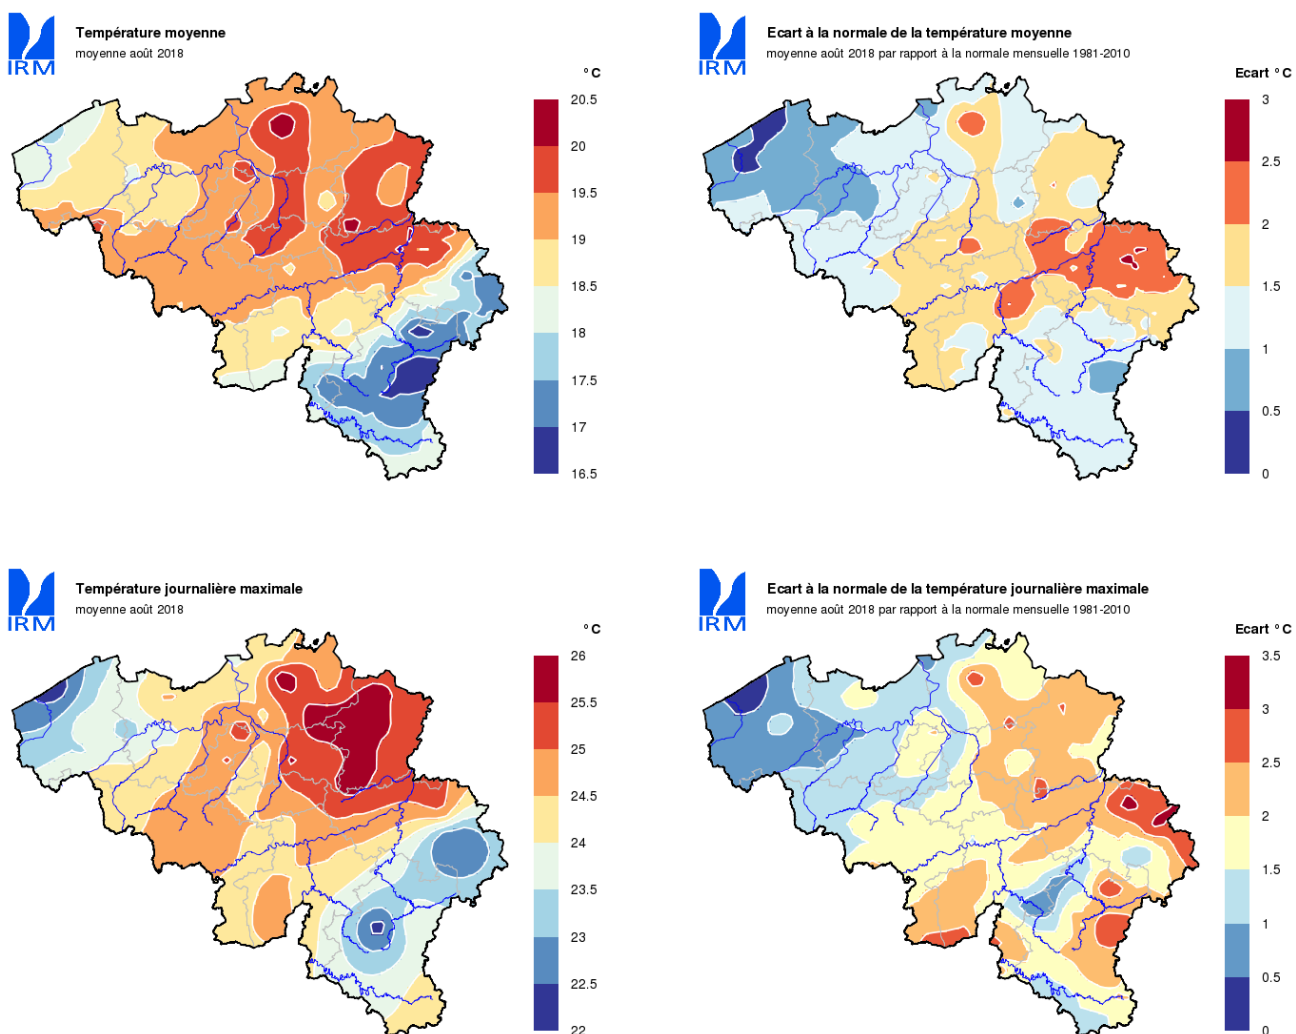 IRM
Température moyenne
moyenne août 2018
°C
20.5
20
19.5
19
18.5
18
17.5
17
16.5
IRM
Ecart à la normale de la température moyenne
moyenne août 2018 par rapport à la normale mensuelle 1981-2010
Ecart °C
3
2.5
2
1.5
1
0.5
0
IRM
Température journalière maximale
moyenne août 2018
°C
26
25.5
25
24.5
24
23.5
23
22.5
22
IRM
Ecart à la normale de la température journalière maximale
moyenne août 2018 par rapport à la normale mensuelle 1981-2010
Ecart °C
3.5
3
2.5
2
1.5
1
0.5
0